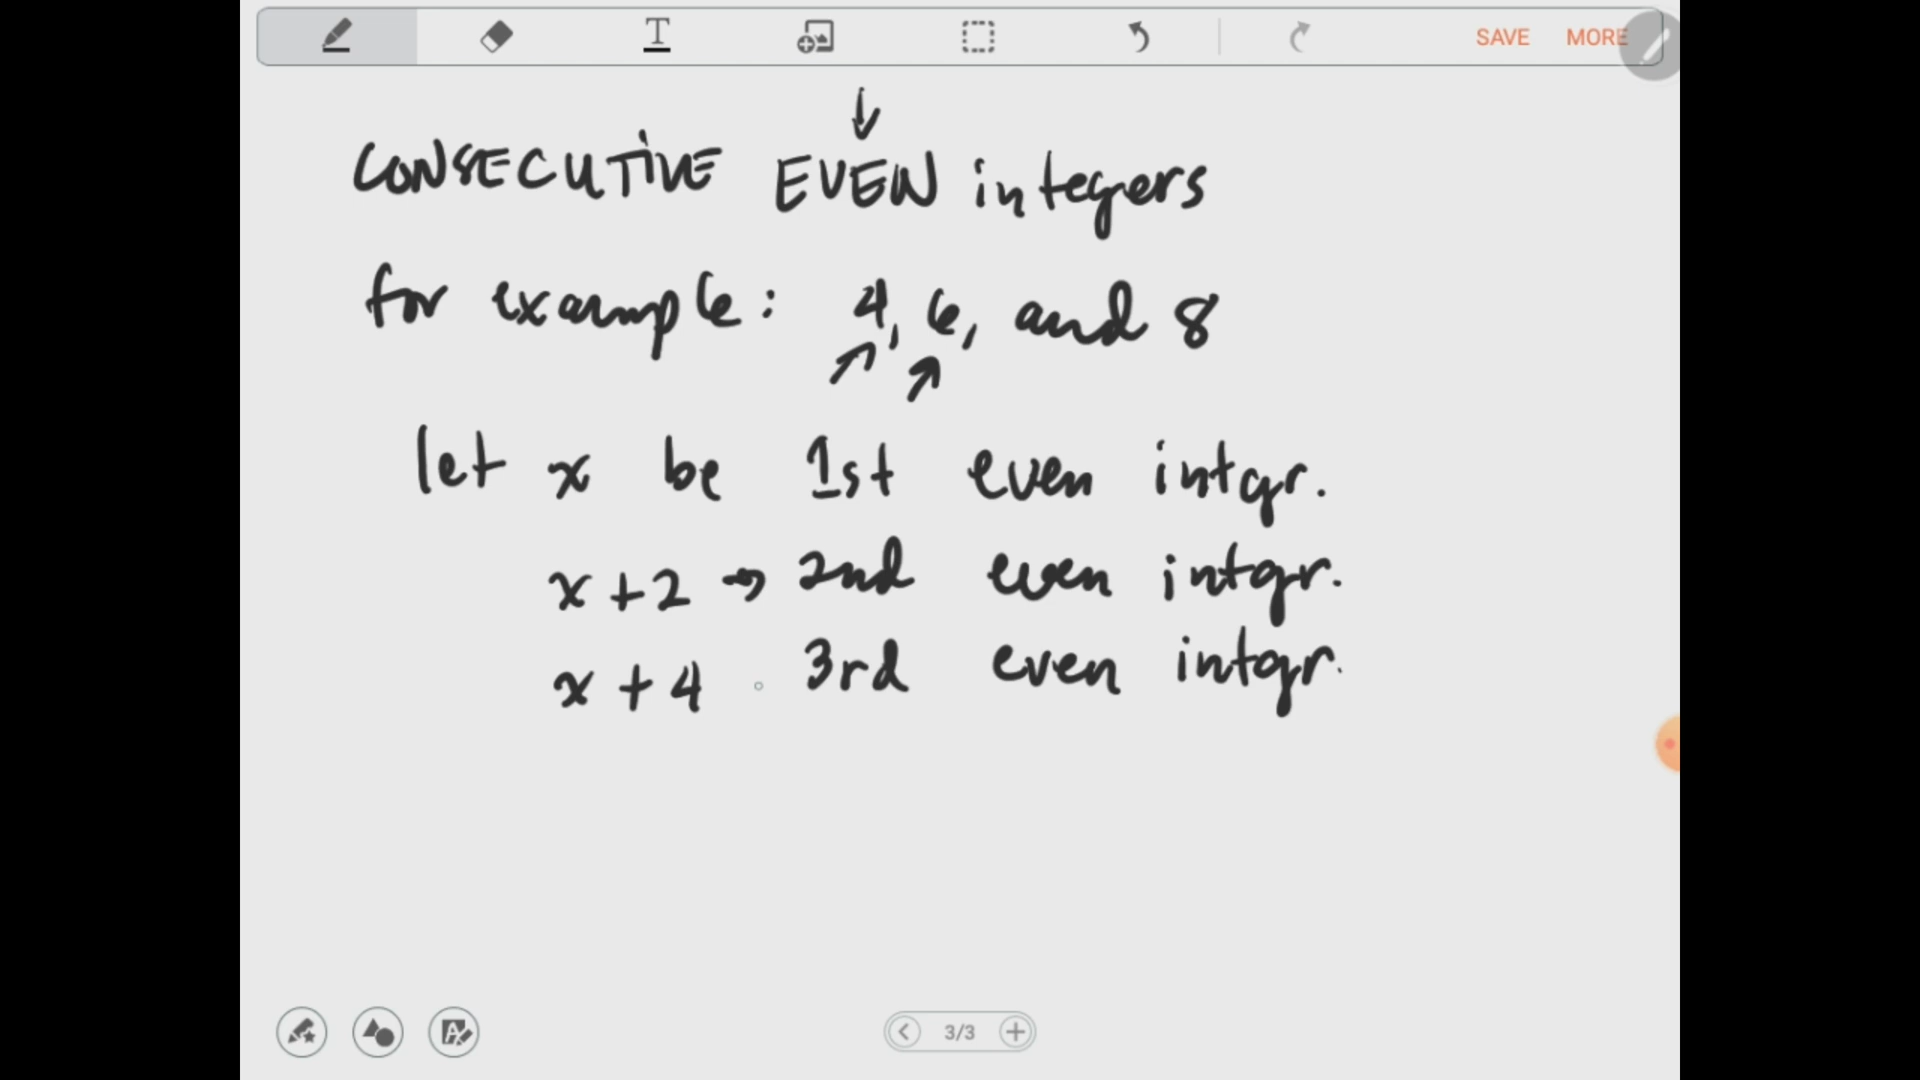 T SAVE MORE
CONSECUTIVE EVEN integers
for example: 4, 6, and 8
let x be 1st even intgr.
x + 2 → 2nd even intgr.
x + 4 3rd even intgr.
3/3